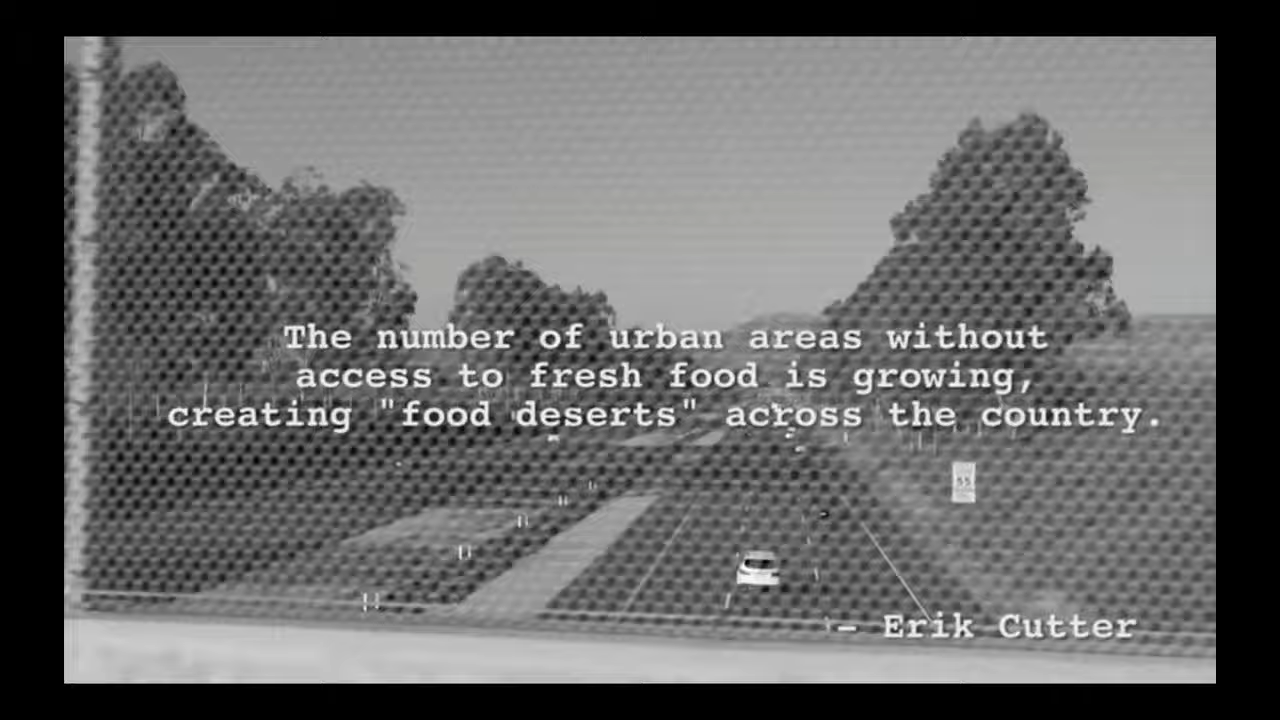 The number of urban areas without
access to fresh food is growing,
creating "food deserts" across the country.
55
- Erik Cutter